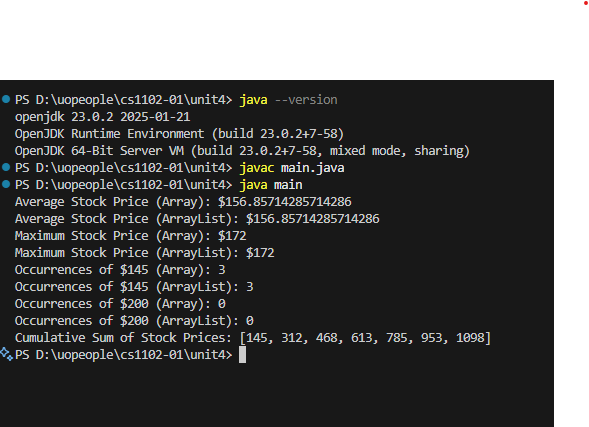 PS D:\uopeople\cs1102-01\unit4> java --version
openjdk 23.0.2 2025-01-21
OpenJDK Runtime Environment (build 23.0.2+7-58)
OpenJDK 64-Bit Server VM (build 23.0.2+7-58, mixed mode, sharing)
PS D:\uopeople\cs1102-01\unit4> javac main.java
PS D:\uopeople\cs1102-01\unit4> java main
Average Stock Price (Array): $156.85714285714286
Average Stock Price (ArrayList): $156.85714285714286
Maximum Stock Price (Array): $172
Maximum Stock Price (ArrayList): $172
Occurrences of $145 (Array): 3
Occurrences of $145 (ArrayList): 3
Occurrences of $200 (Array): 0
Occurrences of $200 (ArrayList): 0
Cumulative Sum of Stock Prices: [145, 312, 468, 613, 785, 953, 1098]
PS D:\uopeople\cs1102-01\unit4>